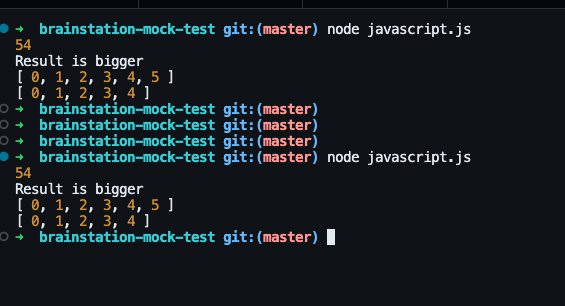 ➜ brainstation-mock-test git:(master) node javascript.js
54
Result is bigger
[ 0, 1, 2, 3, 4, 5 ]
[ 0, 1, 2, 3, 4 ]
➜ brainstation-mock-test git:(master)
➜ brainstation-mock-test git:(master)
➜ brainstation-mock-test git:(master)
➜ brainstation-mock-test git:(master) node javascript.js
54
Result is bigger
[ 0, 1, 2, 3, 4, 5 ]
[ 0, 1, 2, 3, 4 ]
➜ brainstation-mock-test git:(master)